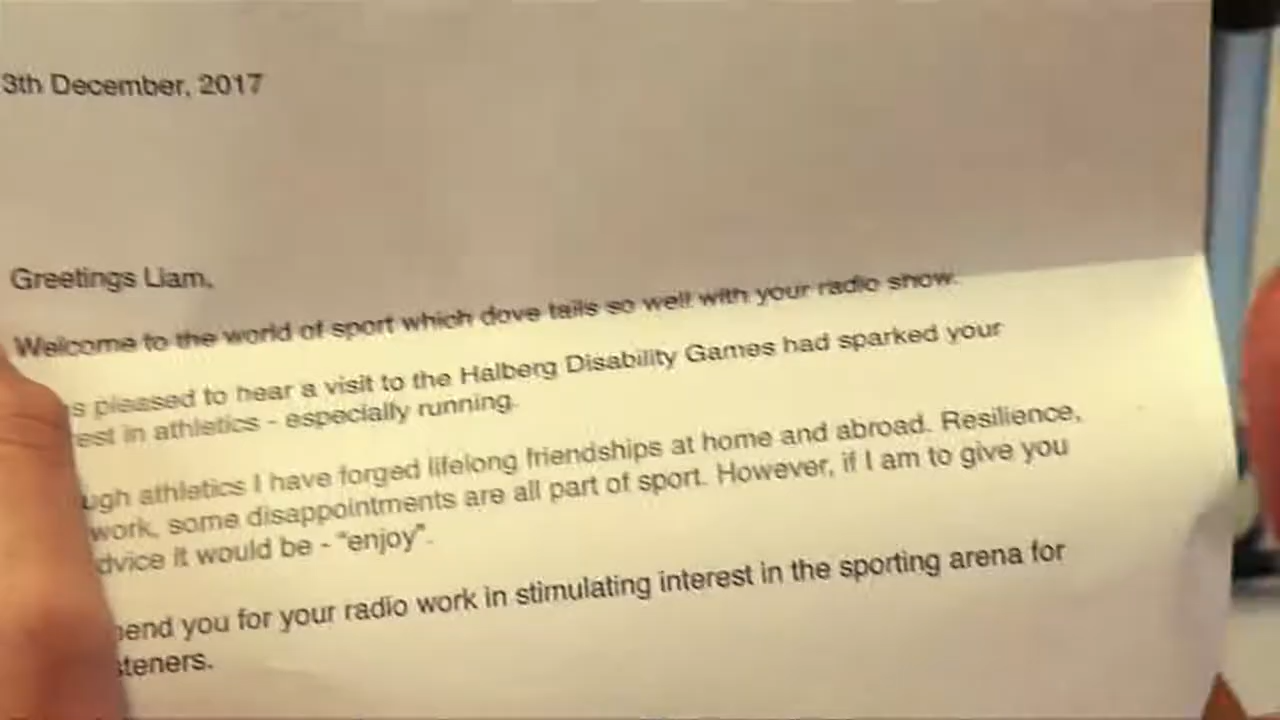 3th December, 2017
Greetings Liam,
Welcome to the world of sport which dove tails so well with your radio show.
s pleased to hear a visit to the Halberg Disability Games had sparked your
est in athletics - especially running.
ugh athletics I have forged lifelong friendships at home and abroad. Resilience,
work, some disappointments are all part of sport. However, if I am to give you
dvice it would be - "enjoy".
end you for your radio work in stimulating interest in the sporting arena for
steners.